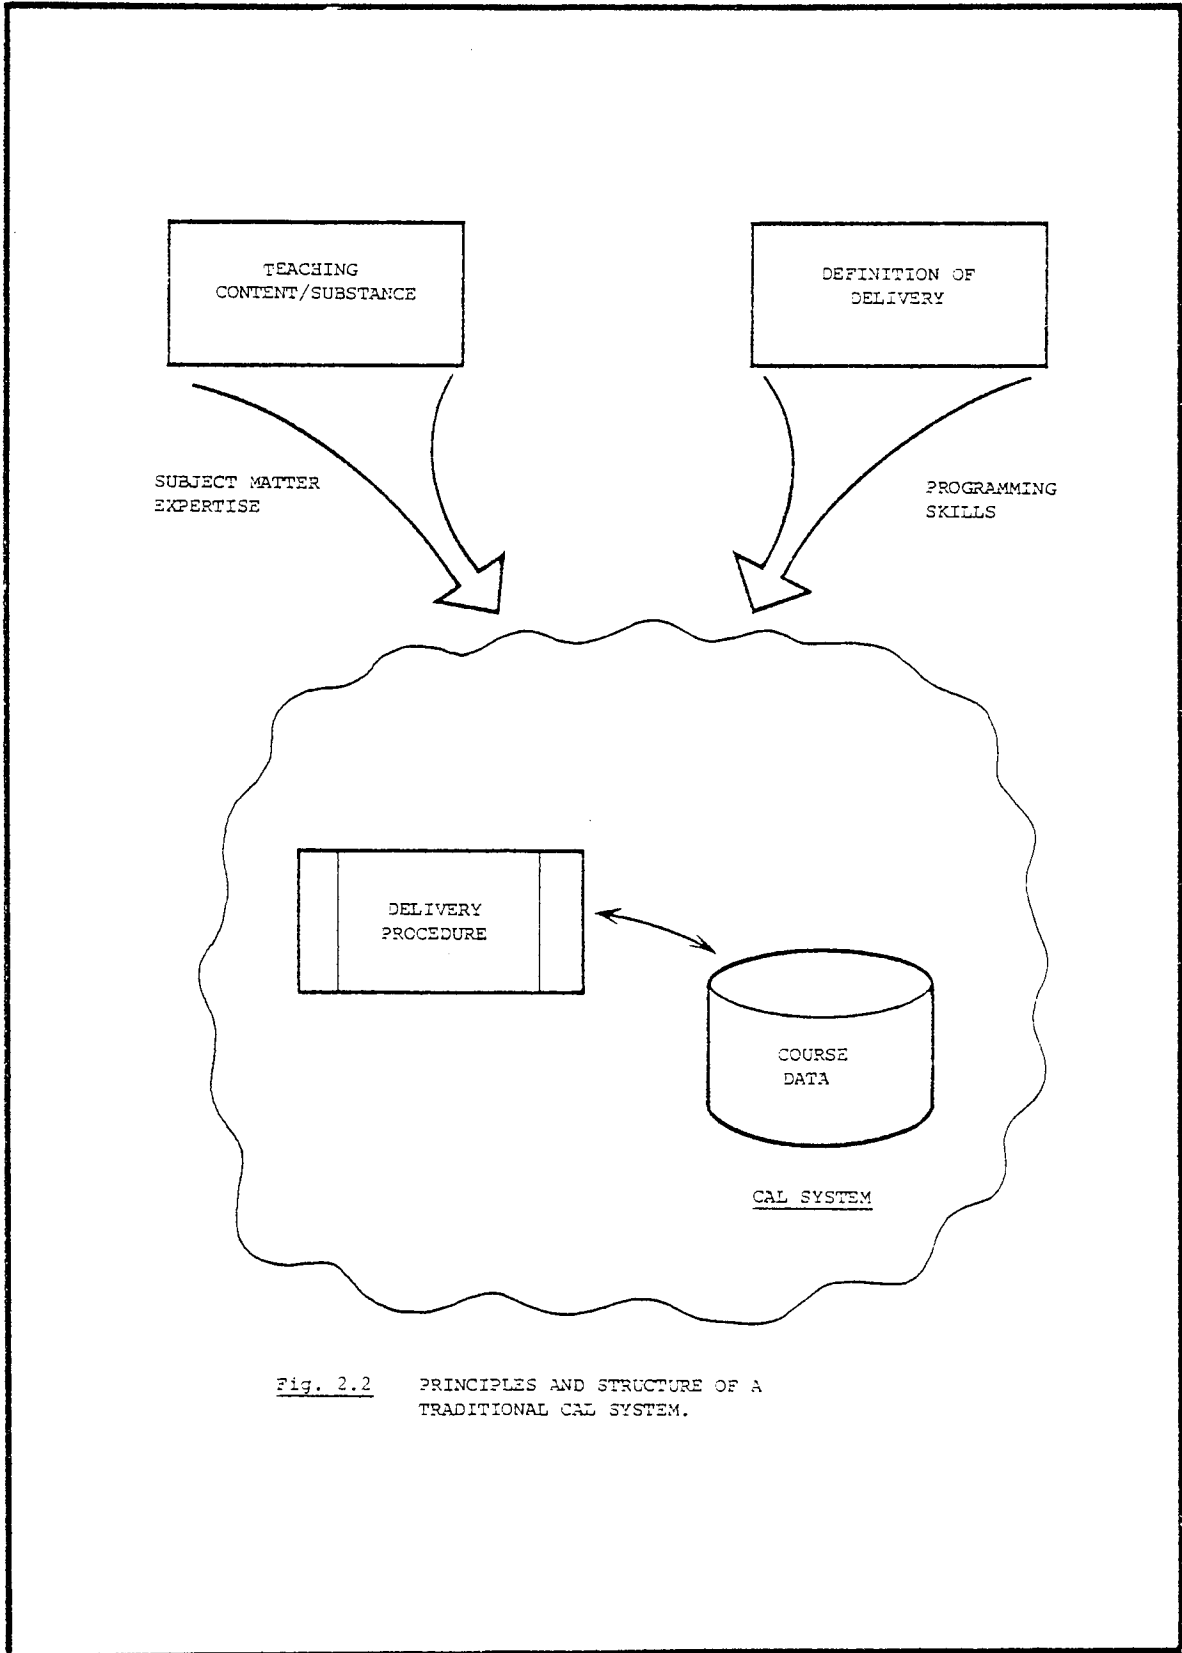 TEACHING
CONTENT/SUBSTANCE
DEFINITION OF
DELIVERY
SUBJECT MATTER
EXPERTISE
PROGRAMMING
SKILLS
DELIVERY
PROCEDURE
COURSE
DATA
CAL SYSTEM
Fig. 2.2 PRINCIPLES AND STRUCTURE OF A
TRADITIONAL CAL SYSTEM.